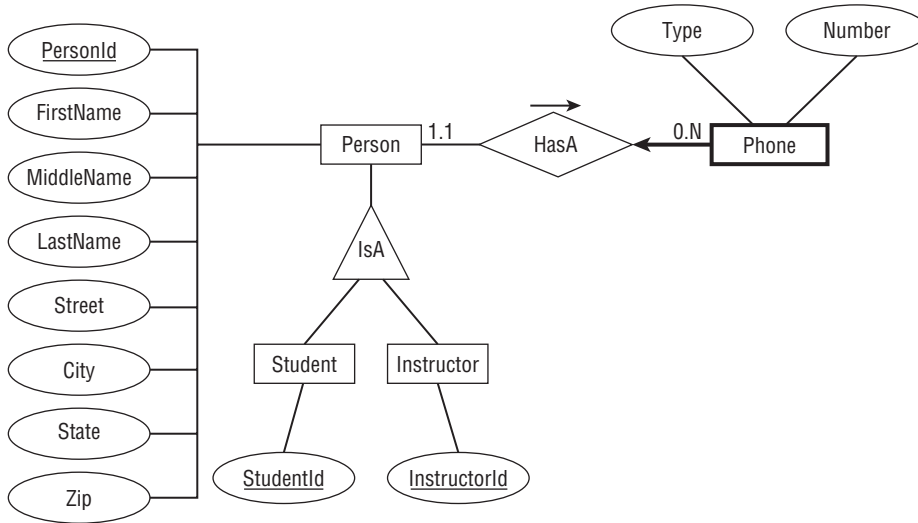 PersonId
FirstName
MiddleName
LastName
Street
City
State
Zip
Person
1.1
HasA
0.N
Phone
Type
Number
IsA
Student
Instructor
StudentId
InstructorId